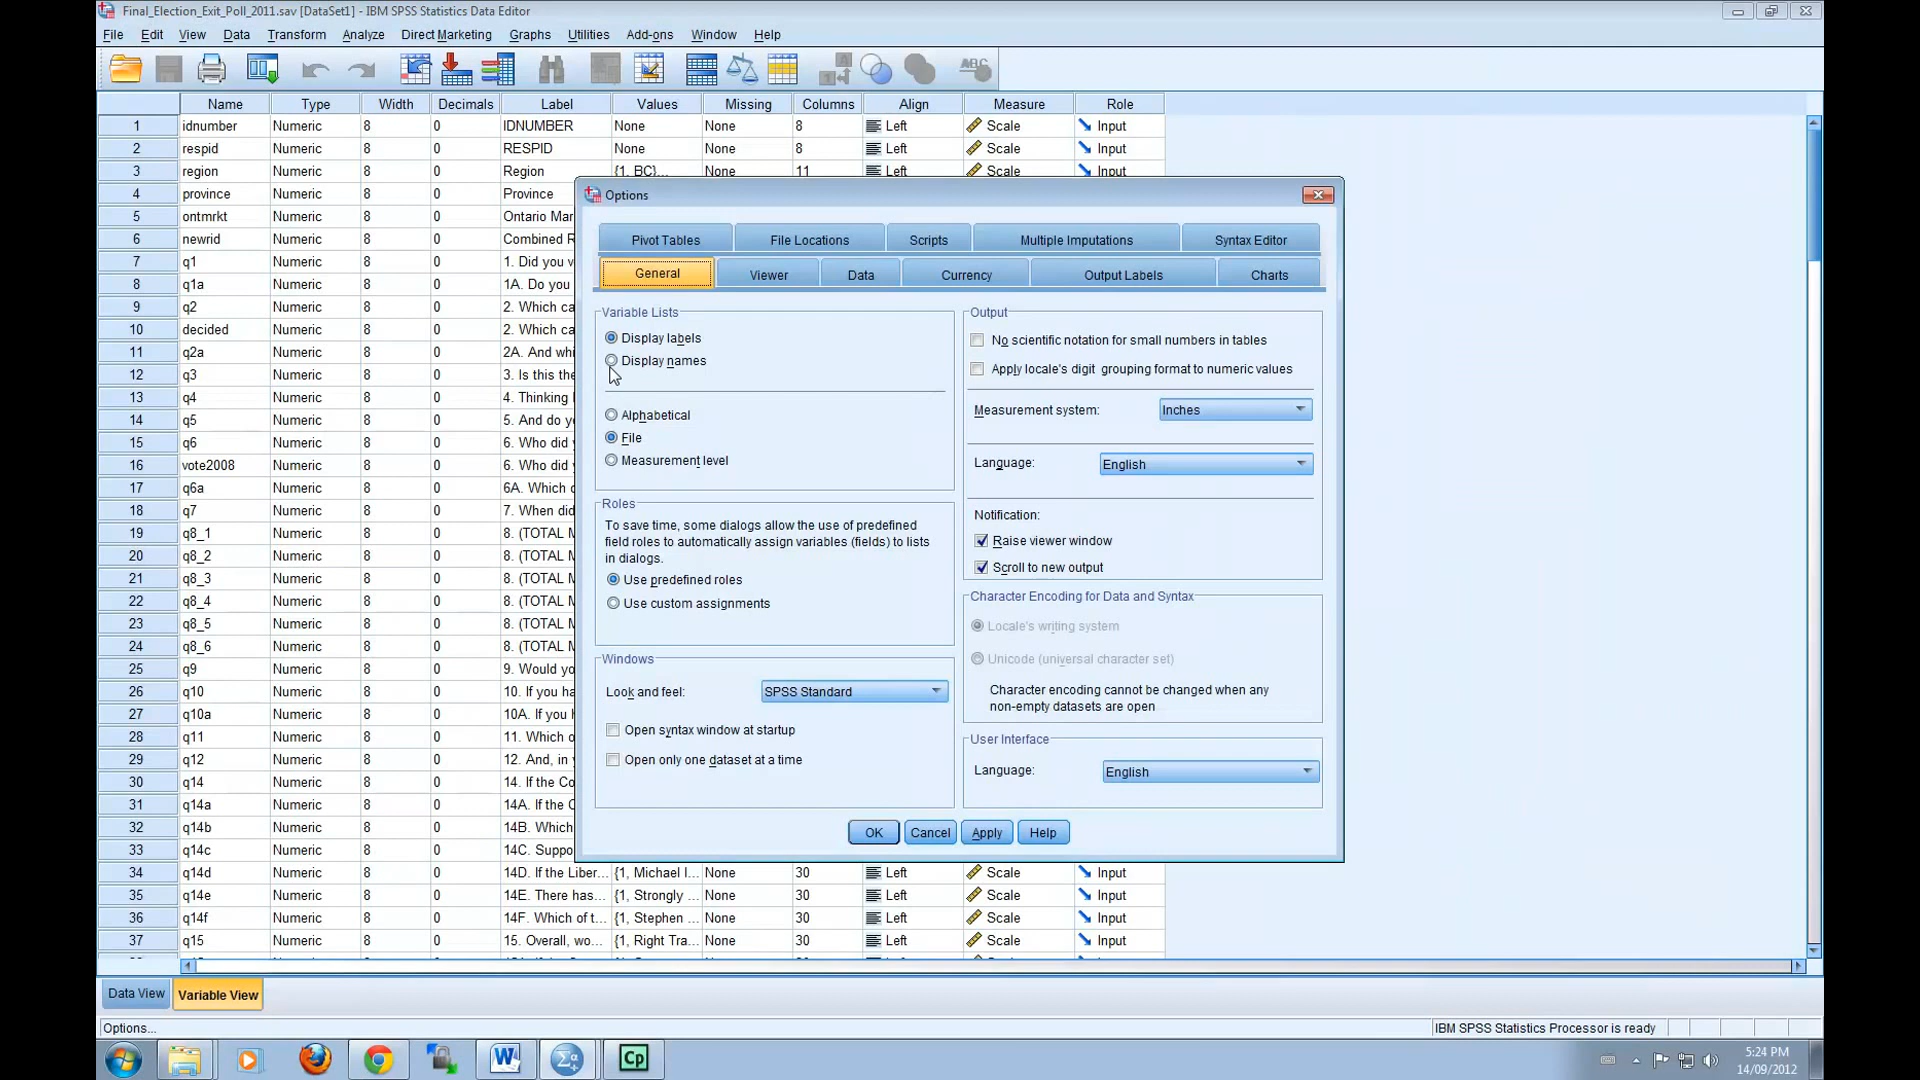 Final_Election_Exit_Poll_2011.sav [DataSet1] - IBM SPSS Statistics Data Editor
File Edit View Data Transform Analyze Direct Marketing Graphs Utilities Add-ons Window Help
Name Type Width Decimals Label Values Missing Columns Align Measure Role
1 idnumber Numeric 8 0 IDNUMBER None None 8 Left Scale Input
2 respid Numeric 8 0 RESPID None None 8 Left Scale Input
3 region Numeric 8 0 Region {1, BC}... None 11 Left Scale Input
4 province Numeric 8 0 Province
5 ontmrkt Numeric 8 0 Ontario Mar
6 newrid Numeric 8 0 Combined R
7 q1 Numeric 8 0 1. Did you v
8 q1a Numeric 8 0 1A. Do you
9 q2 Numeric 8 0 2. Which ca
10 decided Numeric 8 0 2. Which ca
11 q2a Numeric 8 0 2A. And whi
12 q3 Numeric 8 0 3. Is this the
13 q4 Numeric 8 0 4. Thinking
14 q5 Numeric 8 0 5. And do y
15 q6 Numeric 8 0 6. Who did
16 vote2008 Numeric 8 0 6. Who did
17 q6a Numeric 8 0 6A. Which
18 q7 Numeric 8 0 7. When did
19 q8_1 Numeric 8 0 8. (TOTAL M
20 q8_2 Numeric 8 0 8. (TOTAL M
21 q8_3 Numeric 8 0 8. (TOTAL M
22 q8_4 Numeric 8 0 8. (TOTAL M
23 q8_5 Numeric 8 0 8. (TOTAL M
24 q8_6 Numeric 8 0 8. (TOTAL M
25 q9 Numeric 8 0 9. Would yo
26 q10 Numeric 8 0 10. If you ha
27 q10a Numeric 8 0 10A. If you
28 q11 Numeric 8 0 11. Which o
29 q12 Numeric 8 0 12. And, in y
30 q14 Numeric 8 0 14. If the Co
31 q14a Numeric 8 0 14A. If the C
32 q14b Numeric 8 0 14B. Which
33 q14c Numeric 8 0 14C. Suppo
34 q14d Numeric 8 0 14D. If the Liber... {1, Michael I... None 30 Left Scale Input
35 q14e Numeric 8 0 14E. There has... {1, Strongly ... None 30 Left Scale Input
36 q14f Numeric 8 0 14F. Which of t... {1, Stephen ... None 30 Left Scale Input
37 q15 Numeric 8 0 15. Overall, wo... {1, Right Tra... None 30 Left Scale Input
Options
Pivot Tables File Locations Scripts Multiple Imputations Syntax Editor
General Viewer Data Currency Output Labels Charts
Variable Lists
Display labels
Display names
Alphabetical
File
Measurement level
Roles
To save time, some dialogs allow the use of predefined
field roles to automatically assign variables (fields) to lists
in dialogs.
Use predefined roles
Use custom assignments
Windows
Look and feel: SPSS Standard
Open syntax window at startup
Open only one dataset at a time
Output
No scientific notation for small numbers in tables
Apply locale's digit grouping format to numeric values
Measurement system: Inches
Language: English
Notification:
Raise viewer window
Scroll to new output
Character Encoding for Data and Syntax
Locale's writing system
Unicode (universal character set)
Character encoding cannot be changed when any
non-empty datasets are open
User Interface
Language: English
OK Cancel Apply Help
Data View Variable View
Options...
IBM SPSS Statistics Processor is ready
5:24 PM
14/09/2012